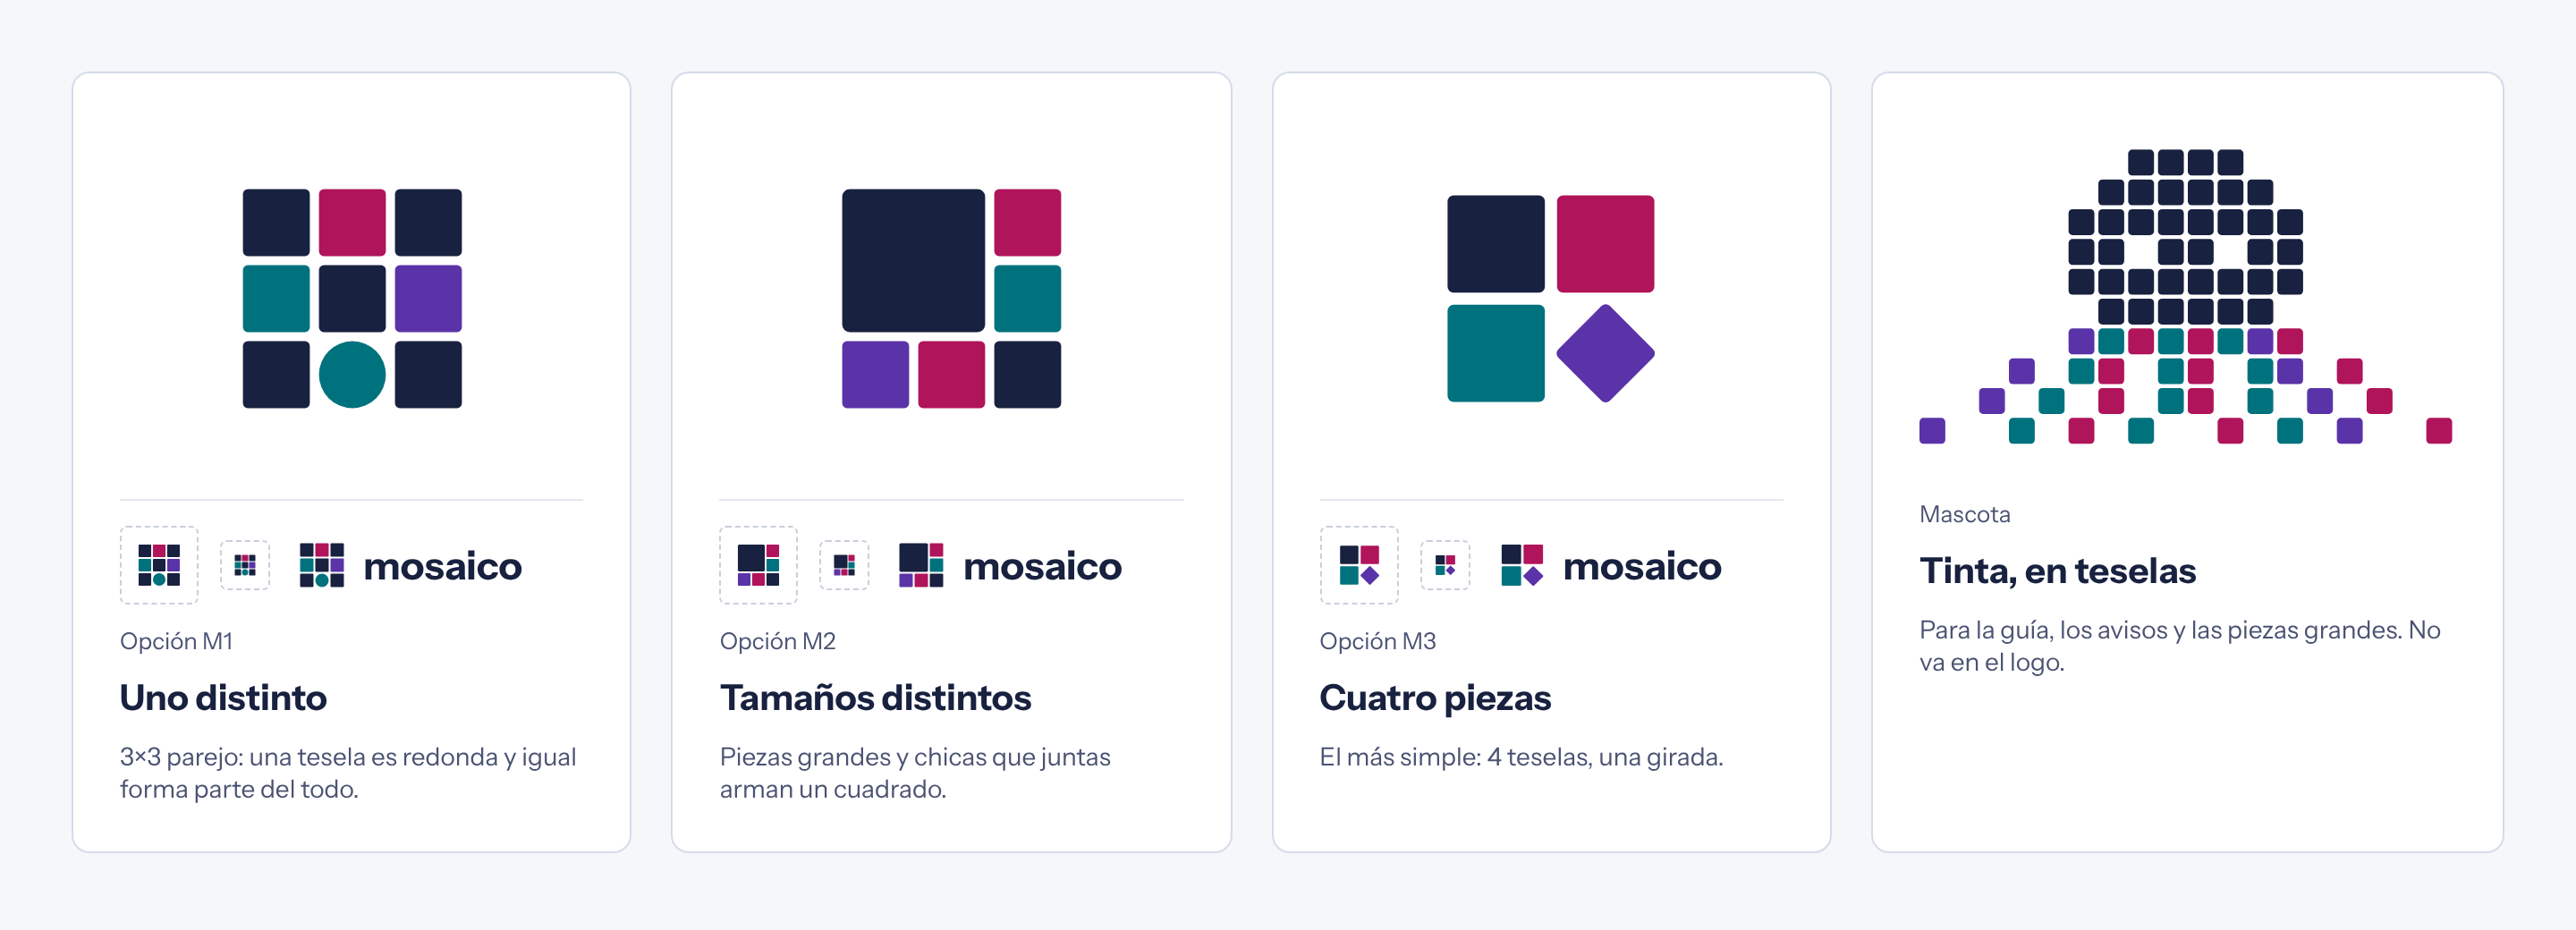 mosaico
Opción M1
Uno distinto
3×3 parejo: una tesela es redonda y igual
forma parte del todo.
mosaico
Opción M2
Tamaños distintos
Piezas grandes y chicas que juntas
arman un cuadrado.
mosaico
Opción M3
Cuatro piezas
El más simple: 4 teselas, una girada.
Mascota
Tinta, en teselas
Para la guía, los avisos y las piezas grandes. No
va en el logo.